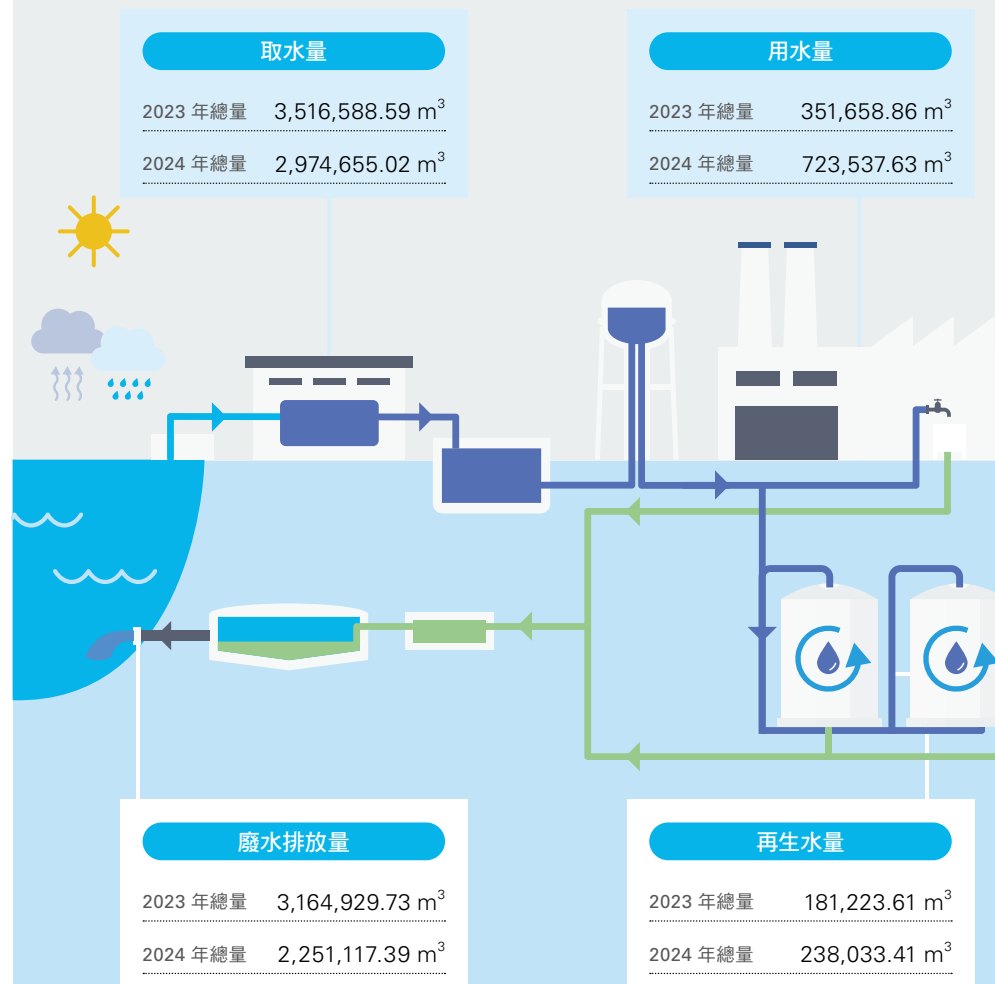 取水量
2023 年總量 3,516,588.59 m³
2024 年總量 2,974,655.02 m³
用水量
2023 年總量 351,658.86 m³
2024 年總量 723,537.63 m³
廢水排放量
2023 年總量 3,164,929.73 m³
2024 年總量 2,251,117.39 m³
再生水量
2023 年總量 181,223.61 m³
2024 年總量 238,033.41 m³